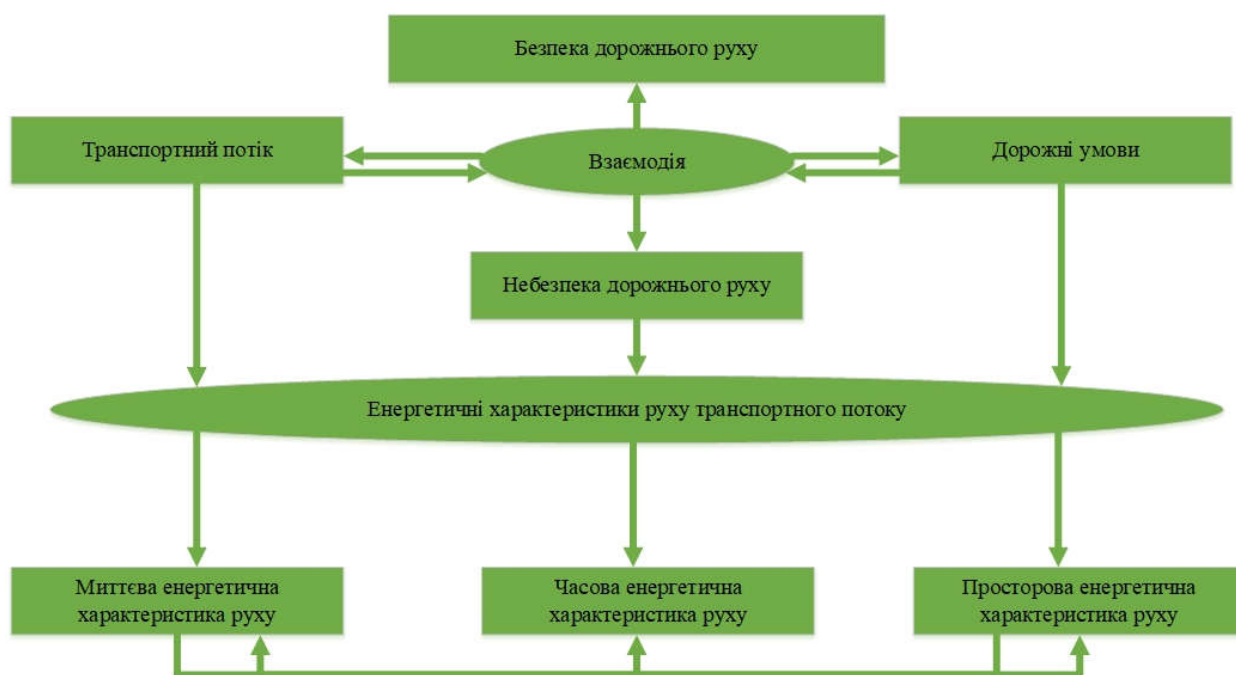 Безпека дорожнього руху
Транспортний потік
Взаємодія
Дорожні умови
Небезпека дорожнього руху
Енергетичні характеристики руху транспортного потоку
Миттєва енергетична
характеристика руху
Часова енергетична
характеристика руху
Просторова енергетична
характеристика руху